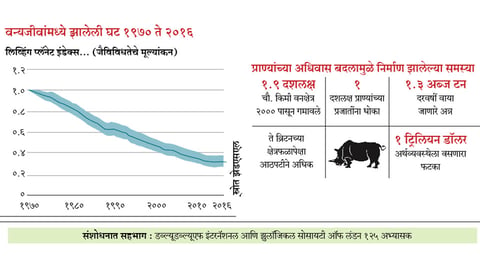 वन्यजीवांमध्ये झालेली घट १९७० ते २०१६
लिव्हिंग प्लॅनेट इंडेक्स... (जैवविविधतेचे मूल्यांकन)
१.२
१.०
०.८
०.६
०.४
०.२
०
१९७०
१९८०
१९९०
२०००
२०१०
२०१६
स्रोत झेडएसएल
प्राण्यांच्या अधिवास बदलामुळे निर्माण झालेल्या समस्या
१.९ दशलक्ष
चौ. किमी वनक्षेत्र
२००० पासून गमावले
१
दशलक्ष प्राण्यांच्या
प्रजातींना धोका
१.३ अब्ज टन
दरवर्षी वाया
जाणारे अन्न
ते ब्रिटनच्या
क्षेत्रफळापेक्षा
आठपटीने अधिक
१ ट्रिलियन डॉलर
अर्थव्यवस्थेला बसणारा
फटका
संशोधनात सहभाग : डब्ल्यूडब्ल्यूएफ इंटरनॅशनल आणि झुलॉजिकल सोसायटी ऑफ लंडन १२५ अभ्यासक